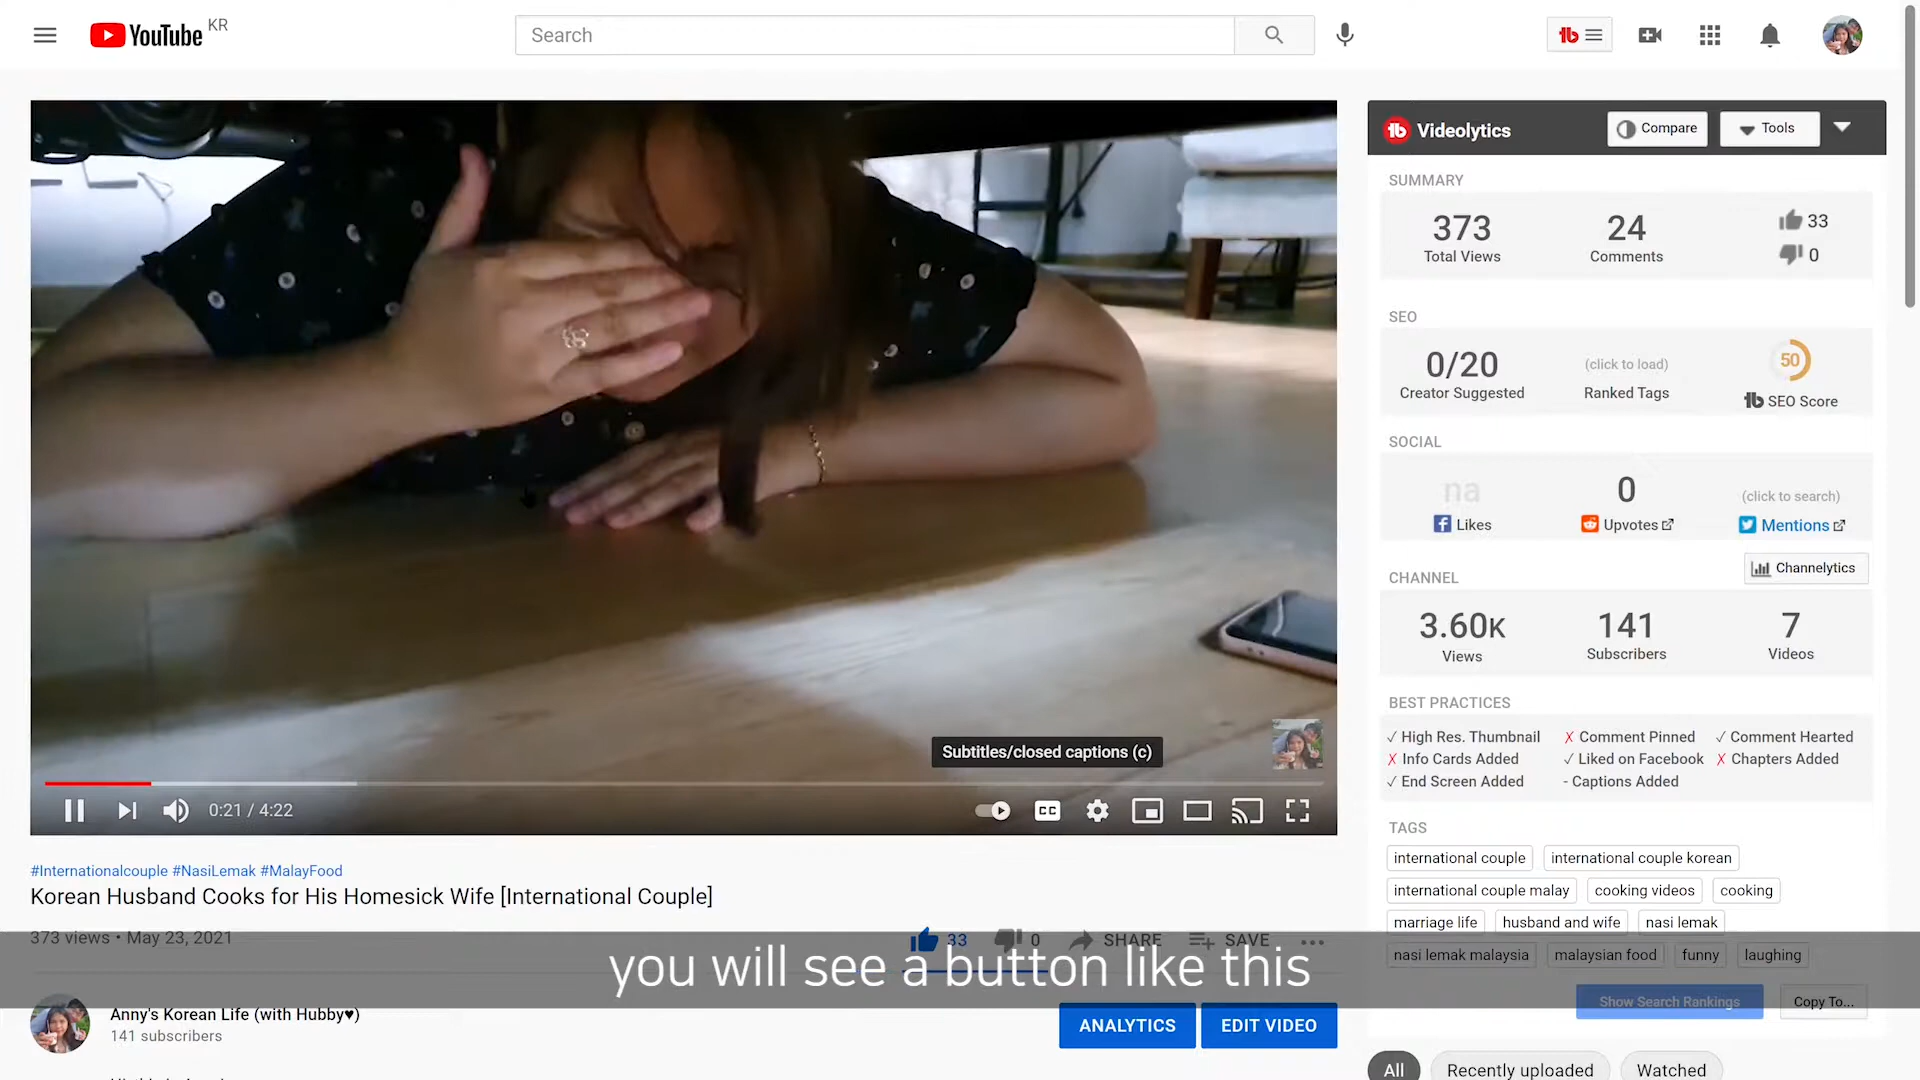 YouTube KR
Search
Videolytics
Compare
Tools
SUMMARY
373
Total Views
24
Comments
33
0
SEO
0/20
Creator Suggested
(click to load)
Ranked Tags
50
SEO Score
SOCIAL
na
Likes
0
Upvotes
(click to search)
Mentions
CHANNEL
Channelytics
3.60K
Views
141
Subscribers
7
Videos
BEST PRACTICES
✓ High Res. Thumbnail ✗ Comment Pinned ✓ Comment Hearted
✗ Info Cards Added ✓ Liked on Facebook ✗ Chapters Added
✓ End Screen Added - Captions Added
TAGS
international couple international couple korean
international couple malay cooking videos cooking
marriage life husband and wife nasi lemak
nasi lemak malaysia malaysian food funny laughing
Show Search Rankings Copy To...
All Recently uploaded Watched
Subtitles/closed captions (c)
0:21 / 4:22
CC
#Internationalcouple #NasiLemak #MalayFood
Korean Husband Cooks for His Homesick Wife [International Couple]
373 views • May 23, 2021
33 0 SHARE SAVE ...
you will see a button like this
Anny's Korean Life (with Hubby♥)
141 subscribers
ANALYTICS EDIT VIDEO